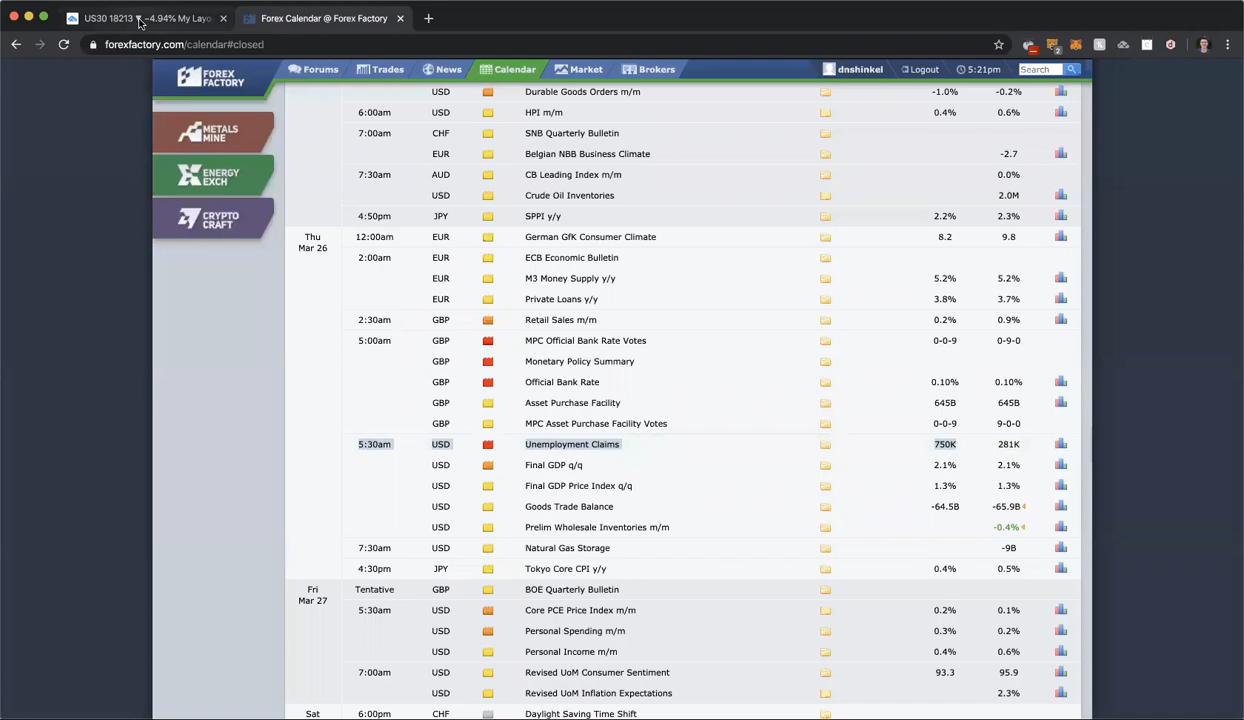 US30 18213 ▼ −4.94% My Layo
Forex Calendar @ Forex Factory
forexfactory.com/calendar#closed
2
FOREX FACTORY
Forums Trades News Calendar Market Brokers dnshinkel Logout 5:21pm Search
METALS MINE
ENERGY EXCH
CRYPTO CRAFT
USD Durable Goods Orders m/m -1.0% -0.2%
6:00am USD HPI m/m 0.4% 0.6%
7:00am CHF SNB Quarterly Bulletin
EUR Belgian NBB Business Climate -2.7
7:30am AUD CB Leading Index m/m 0.0%
USD Crude Oil Inventories 2.0M
4:50pm JPY SPPI y/y 2.2% 2.3%
Thu Mar 26 12:00am EUR German GfK Consumer Climate 8.2 9.8
2:00am EUR ECB Economic Bulletin
EUR M3 Money Supply y/y 5.2% 5.2%
EUR Private Loans y/y 3.8% 3.7%
2:30am GBP Retail Sales m/m 0.2% 0.9%
5:00am GBP MPC Official Bank Rate Votes 0-0-9 0-9-0
GBP Monetary Policy Summary
GBP Official Bank Rate 0.10% 0.10%
GBP Asset Purchase Facility 645B 645B
GBP MPC Asset Purchase Facility Votes 0-0-9 9-0-0
5:30am USD Unemployment Claims 750K 281K
USD Final GDP q/q 2.1% 2.1%
USD Final GDP Price Index q/q 1.3% 1.3%
USD Goods Trade Balance -64.5B -65.9B
USD Prelim Wholesale Inventories m/m -0.4%
7:30am USD Natural Gas Storage -9B
4:30pm JPY Tokyo Core CPI y/y 0.4% 0.5%
Fri Mar 27 Tentative GBP BOE Quarterly Bulletin
5:30am USD Core PCE Price Index m/m 0.2% 0.1%
USD Personal Spending m/m 0.3% 0.2%
USD Personal Income m/m 0.4% 0.6%
7:00am USD Revised UoM Consumer Sentiment 93.3 95.9
USD Revised UoM Inflation Expectations 2.3%
Sat 6:00pm CHF Daylight Saving Time Shift